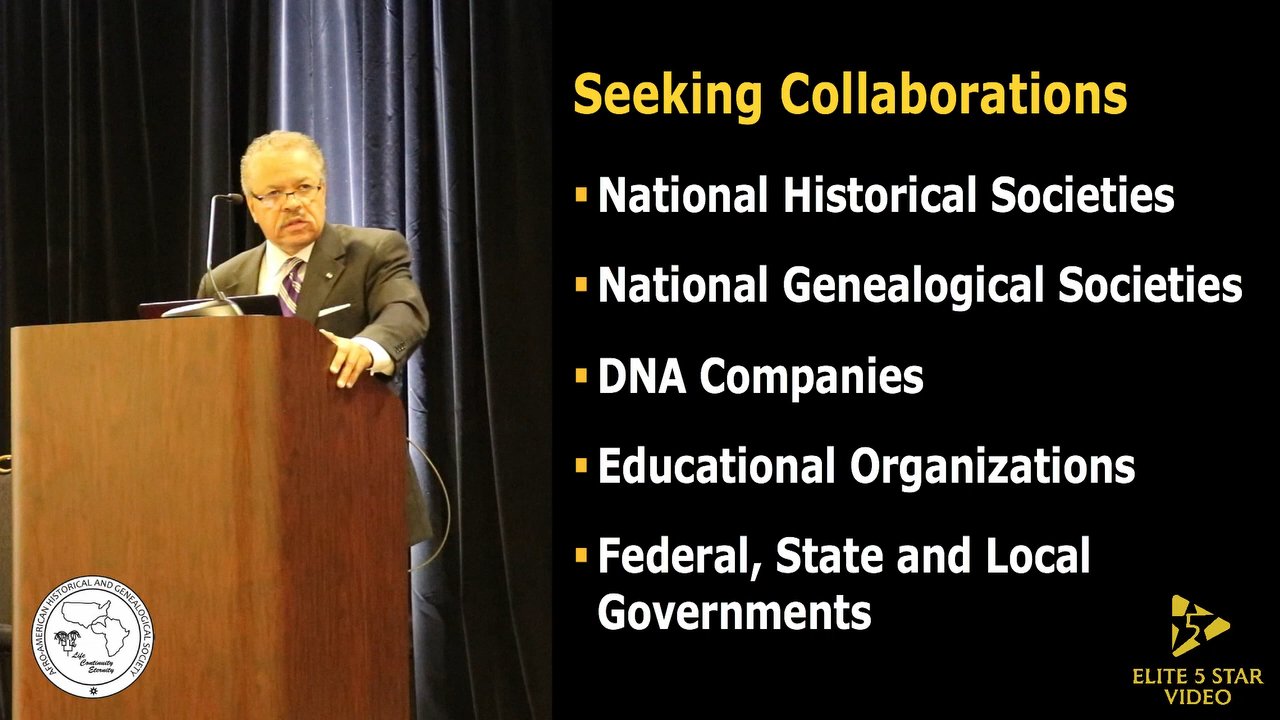 Seeking Collaborations
▪ National Historical Societies
▪ National Genealogical Societies
▪ DNA Companies
▪ Educational Organizations
▪ Federal, State and Local
Governments
AFRO-AMERICAN HISTORICAL AND GENEALOGICAL SOCIETY
Life
Continuity
Eternity
5
ELITE 5 STAR
VIDEO